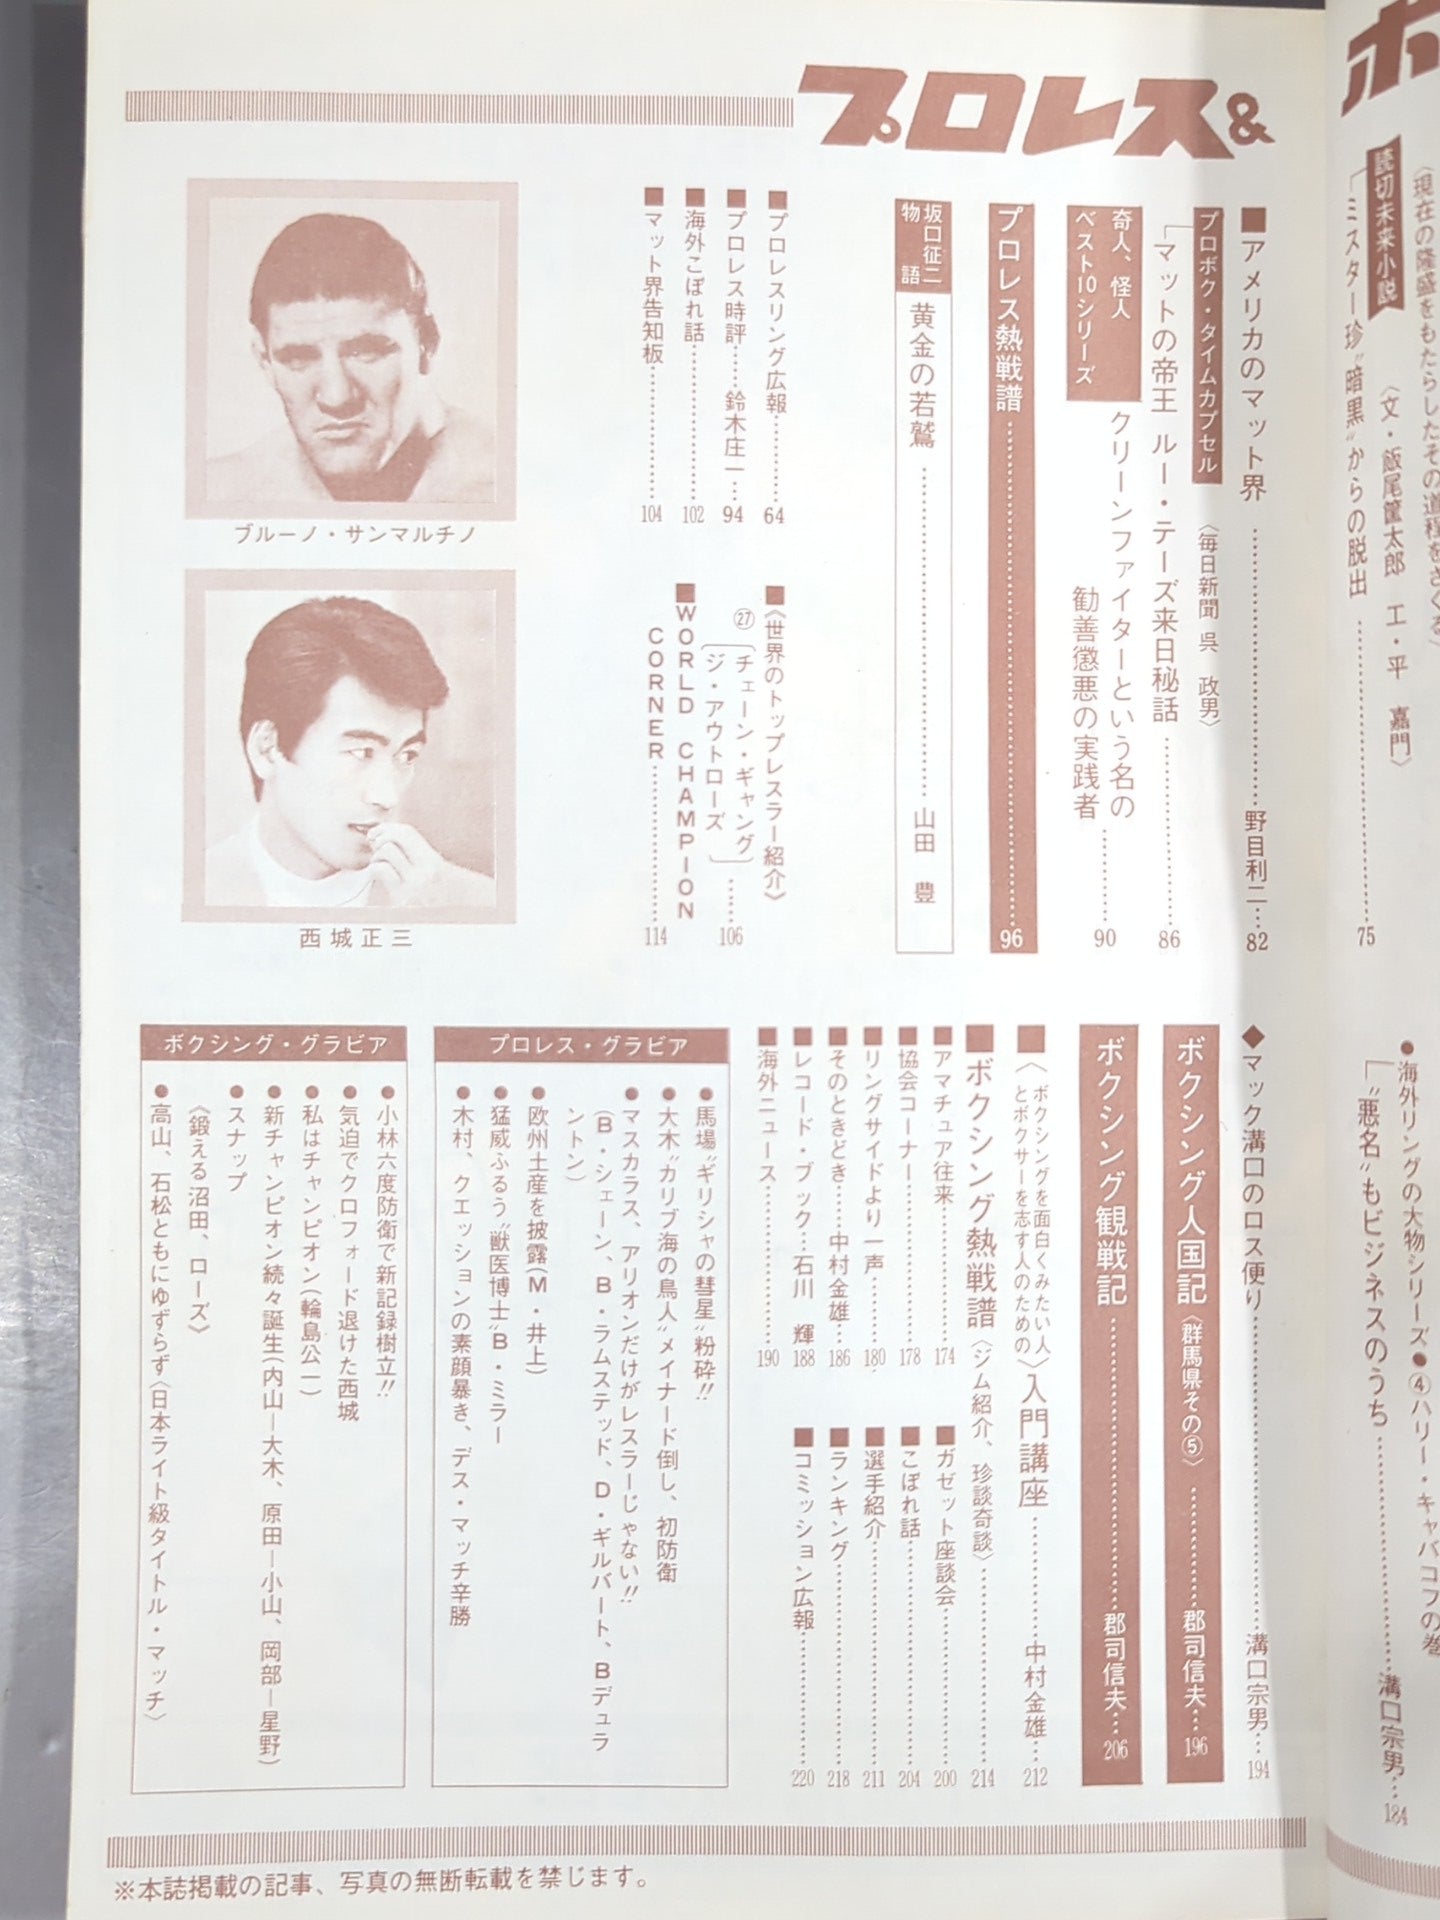 ボ
〈現在の隆盛をもたらしたその道程をさぐる〉
読切未来小説
〈文・飯尾筐太郎 工・平 嘉門〉
「ミスター珍〝暗黒〟からの脱出……75
●海外リングの大物シリーズ●④ハリー・キャバコフの巻
「〝悪名〟もビジネスのうち……溝口宗男…184
プロレス&
■アメリカのマット界……野目利二…82
プロボク・タイムカプセル
〈毎日新聞 呉 政男〉
「マットの帝王 ルー・テーズ来日秘話……86
奇人、怪人
ベスト10シリーズ
クリーンファイターという名の
勧善懲悪の実践者……90
プロレス熱戦譜……96
坂口征二
物語
黄金の若鷲……山田 豊
■プロレスリング広報……64
■プロレス時評……鈴木庄一…94
■海外こぼれ話……102
■マット界告知板……104
■《世界のトップレスラー紹介》
㉗
チェーン・ギャング
ジ・アウトローズ
……106
■WORLD CHAMPION
CORNER……114
ブルーノ・サンマルチノ
西城正三
◆マック溝口のロス便り……溝口宗男…194
ボクシング人国記〈群馬県その⑤〉……郡司信夫…196
ボクシング観戦記……郡司信夫…206
■〈ボクシングを面白くみたい人
とボクサーを志す人のための〉入門講座……中村金雄…212
■ボクシング熱戦譜〈ジム紹介、珍談奇談〉……214
■アマチュア往来……174
■協会コーナー……178
■リングサイドより一声……180
■そのときどき……中村金雄…186
■レコード・ブック…石川 輝 188
■海外ニュース……190
■ガゼット座談会……200
■こぼれ話……204
■選手紹介……211
■ランキング……218
■コミッション広報……220
プロレス・グラビア
●馬場〝ギリシャの彗星〟粉砕!!
●大木〝カリブ海の鳥人〟メイナード倒し、初防衛
●マスカラス、アリオンだけがレスラーじゃない!!
(B・シェーン、B・ラムステッド、D・ギルバート、Bデュラ
ントン)
●欧州土産を披露(M・井上)
●猛威ふるう〝獣医博士〟B・ミラー
●木村、クエッションの素顔暴き、デス・マッチ辛勝
ボクシング・グラビア
●小林六度防衛で新記録樹立!!
●気迫でクロフォード退けた西城
●私はチャンピオン(輪島公一)
●新チャンピオン続々誕生(内山―大木、原田―小山、岡部―星野)
●スナップ
《鍛える沼田、ローズ》
●高山、石松ともにゆずらず〈日本ライト級タイトル・マッチ〉
※本誌掲載の記事、写真の無断転載を禁じます。